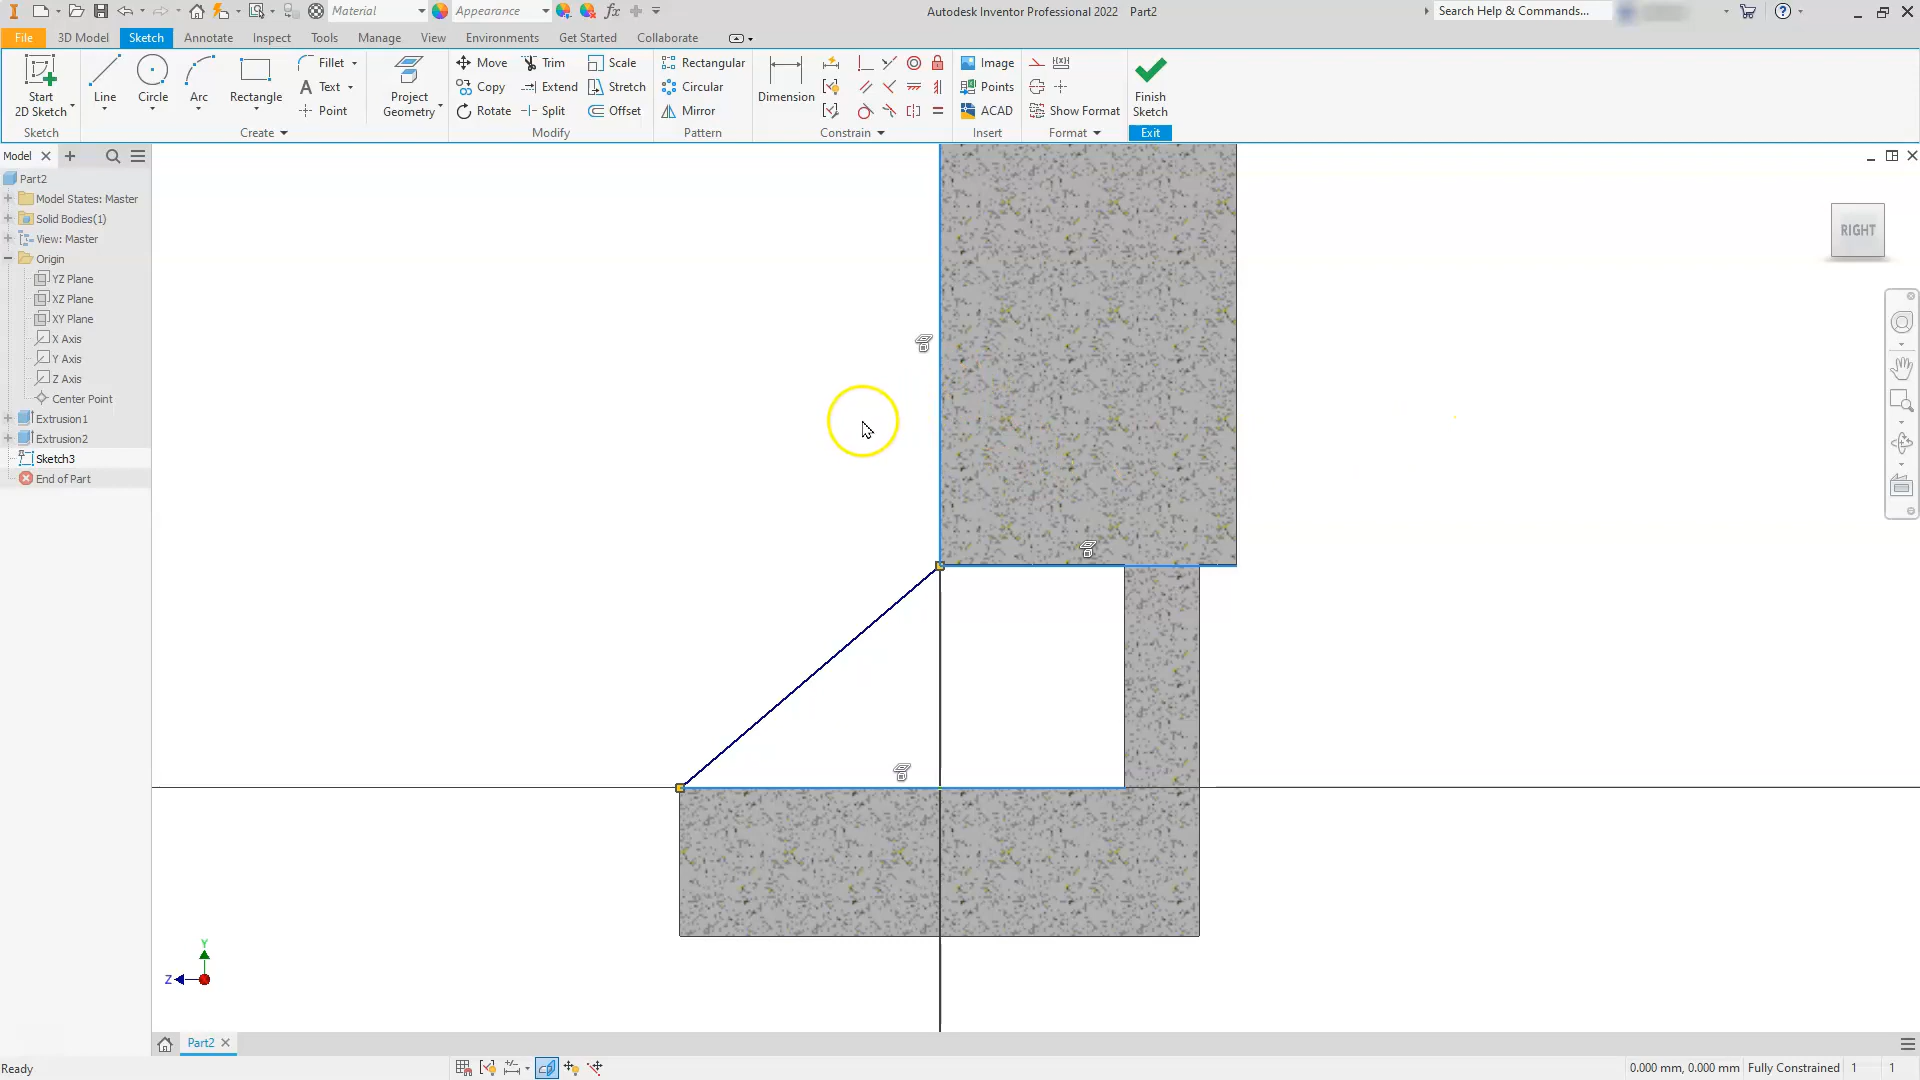 Material Appearance fx Autodesk Inventor Professional 2022 Part2 Search Help & Commands...
File 3D Model Sketch Annotate Inspect Tools Manage View Environments Get Started Collaborate
Start
2D Sketch
Line
Circle
Arc
Rectangle
Fillet
Text
Point
Project
Geometry
Move
Copy
Rotate
Trim
Extend
Split
Scale
Stretch
Offset
Rectangular
Circular
Mirror
Dimension
Image
Points
ACAD
Show Format
Finish
Sketch
Sketch Create Modify Pattern Constrain Insert Format Exit
Model
Part2
Model States: Master
Solid Bodies(1)
View: Master
Origin
YZ Plane
XZ Plane
XY Plane
X Axis
Y Axis
Z Axis
Center Point
Extrusion1
Extrusion2
Sketch3
End of Part
RIGHT
Y
Z
Part2
Ready 0.000 mm, 0.000 mm Fully Constrained 1 1